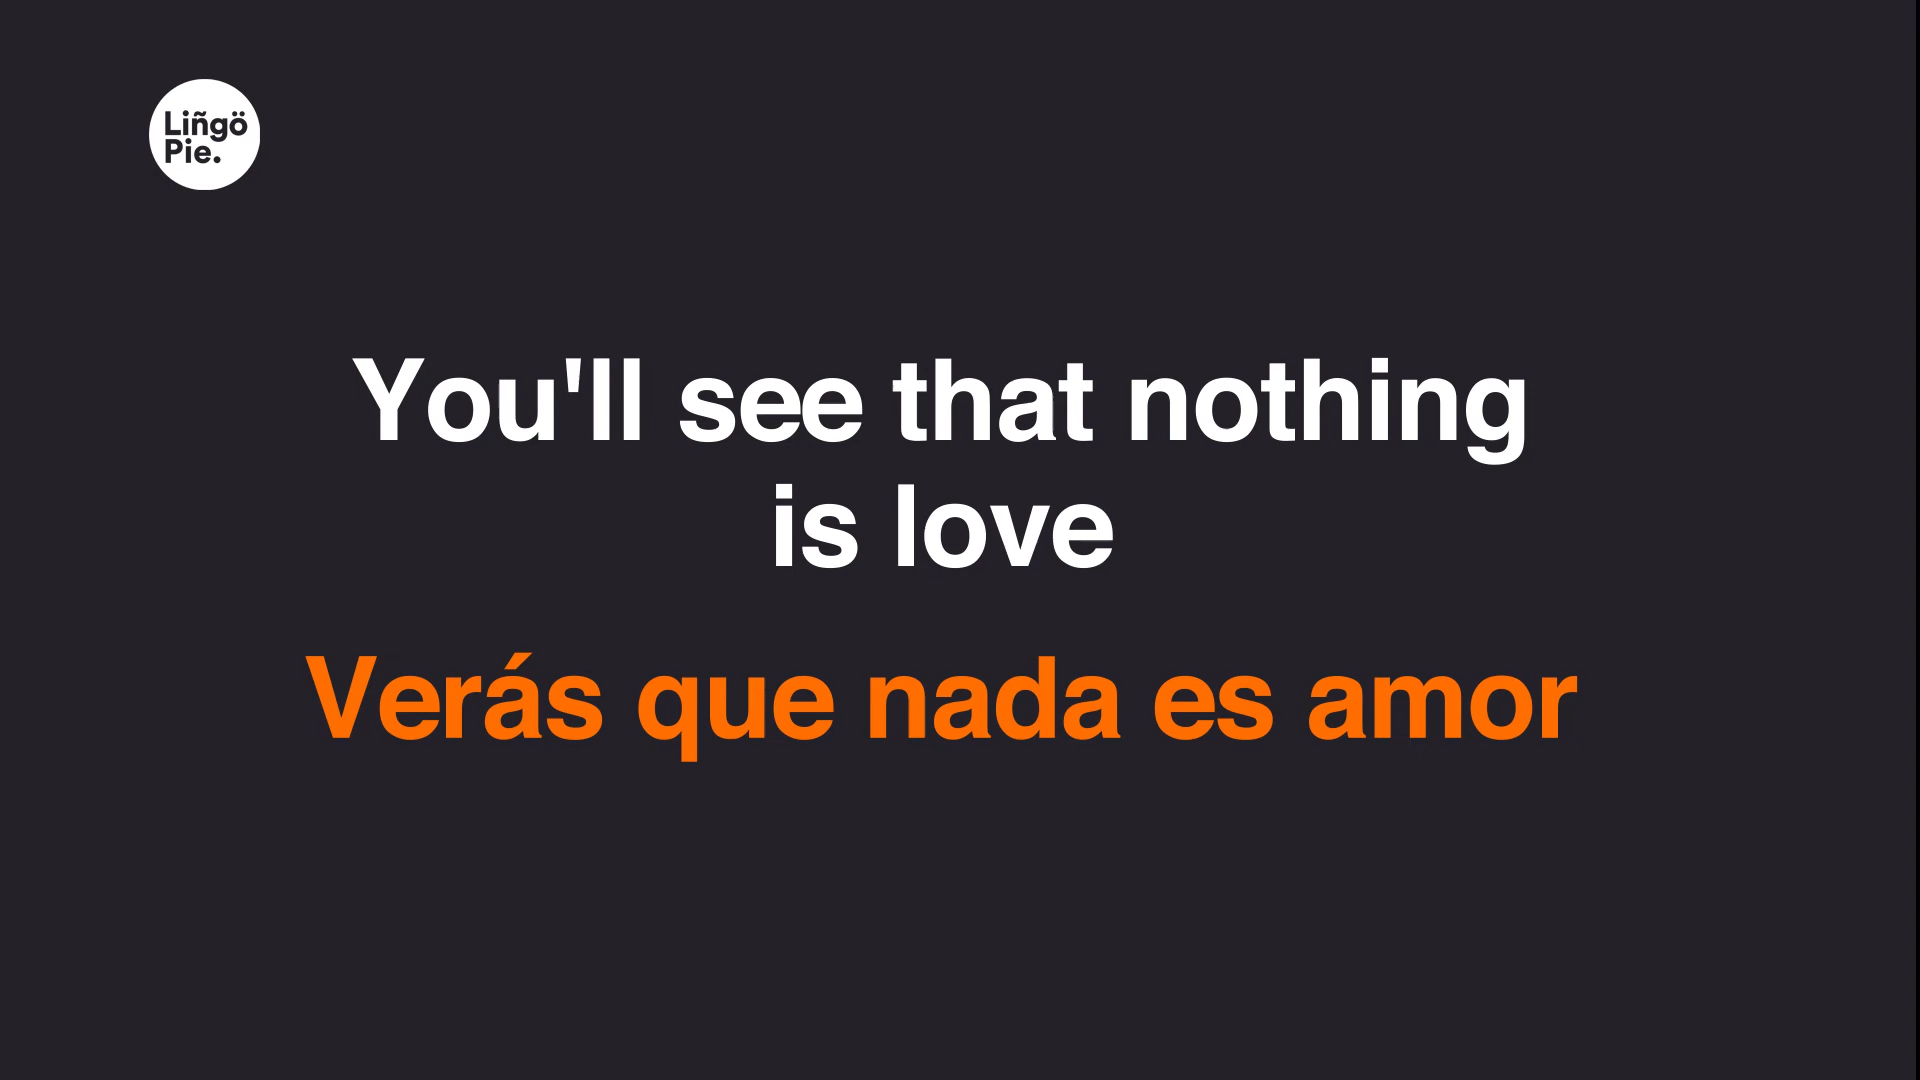 Liñgö
Pie.
You'll see that nothing
is love
Verás que nada es amor